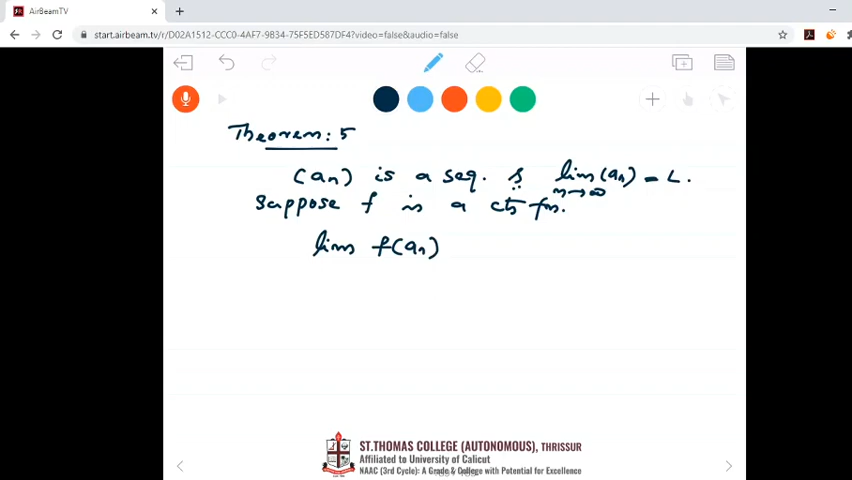 AirBeamTV
start.airbeam.tv/r/D02A1512-CCC0-4AF7-9834-75F5ED587DF4?video=false&audio=false
Theorem: 5
(an) is a seq. & lim(an) = L.
n→∞
Suppose f is a cts fn.
lim f(an)
ST.THOMAS COLLEGE (AUTONOMOUS), THRISSUR
Affiliated to University of Calicut
NAAC (3rd Cycle): A Grade & College with Potential for Excellence